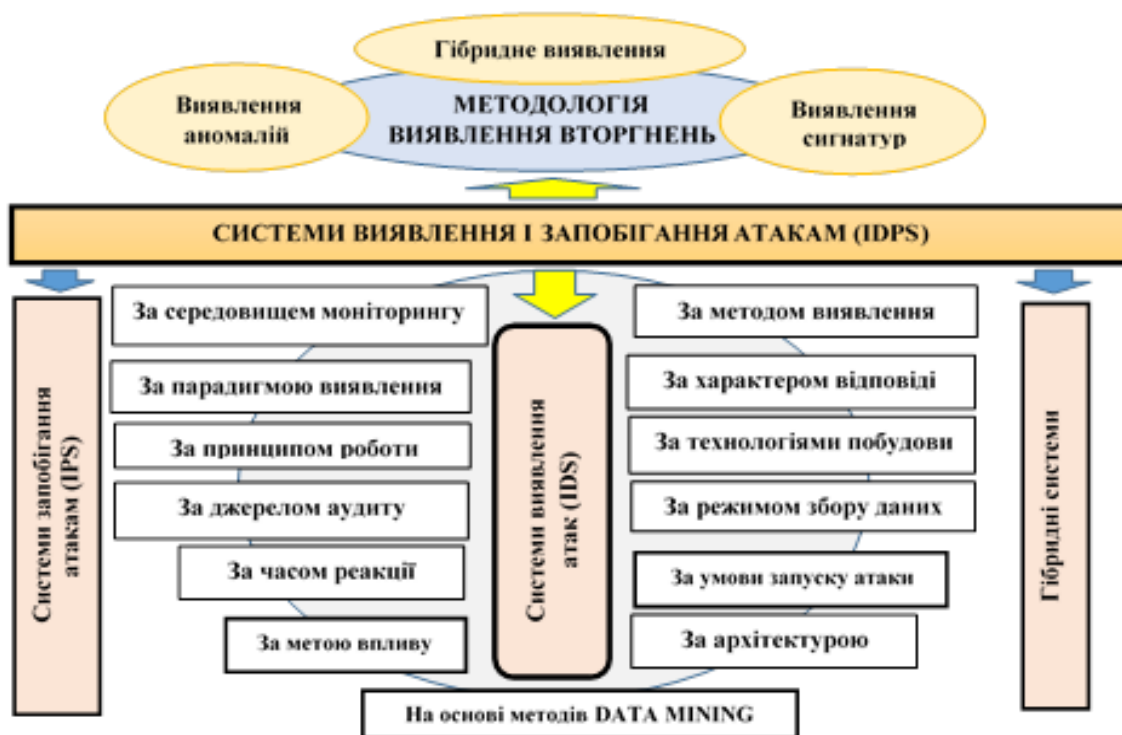 Гібридне виявлення
Виявлення
аномалій
МЕТОДОЛОГІЯ
ВИЯВЛЕННЯ ВТОРГНЕНЬ
Виявлення
сигнатур
СИСТЕМИ ВИЯВЛЕННЯ І ЗАПОБІГАННЯ АТАКАМ (IDPS)
Системи запобігання
атакам (IPS)
За середовищем моніторингу
За парадигмою виявлення
За принципом роботи
За джерелом аудиту
За часом реакції
За метою впливу
Системи виявлення
атак (IDS)
За методом виявлення
За характером відповіді
За технологіями побудови
За режимом збору даних
За умови запуску атаки
За архітектурою
Гібридні системи
На основі методів DATA MINING